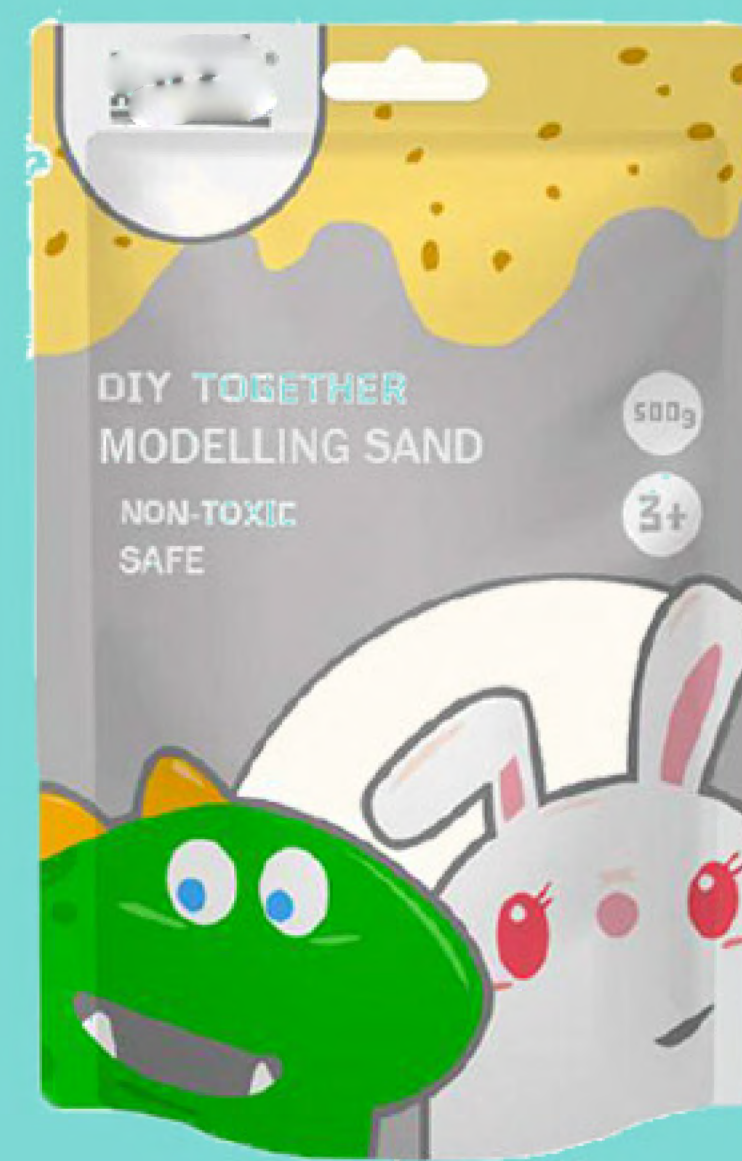 DIY TOGETHER
MODELLING SAND
NON-TOXIC
SAFE
500g
3+